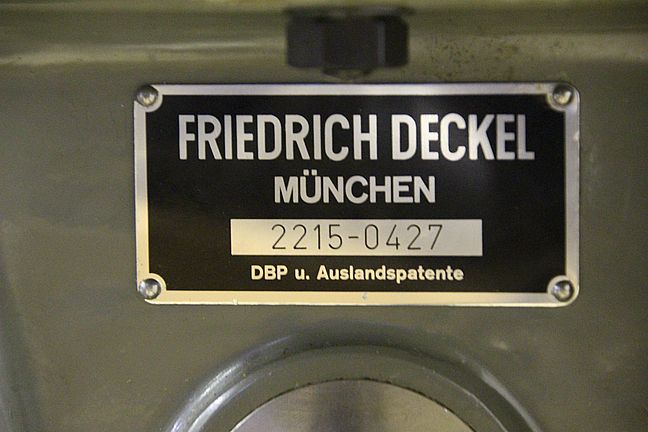 FRIEDRICH DECKEL
MÜNCHEN
2215-0427
DBP u. Auslandspatente